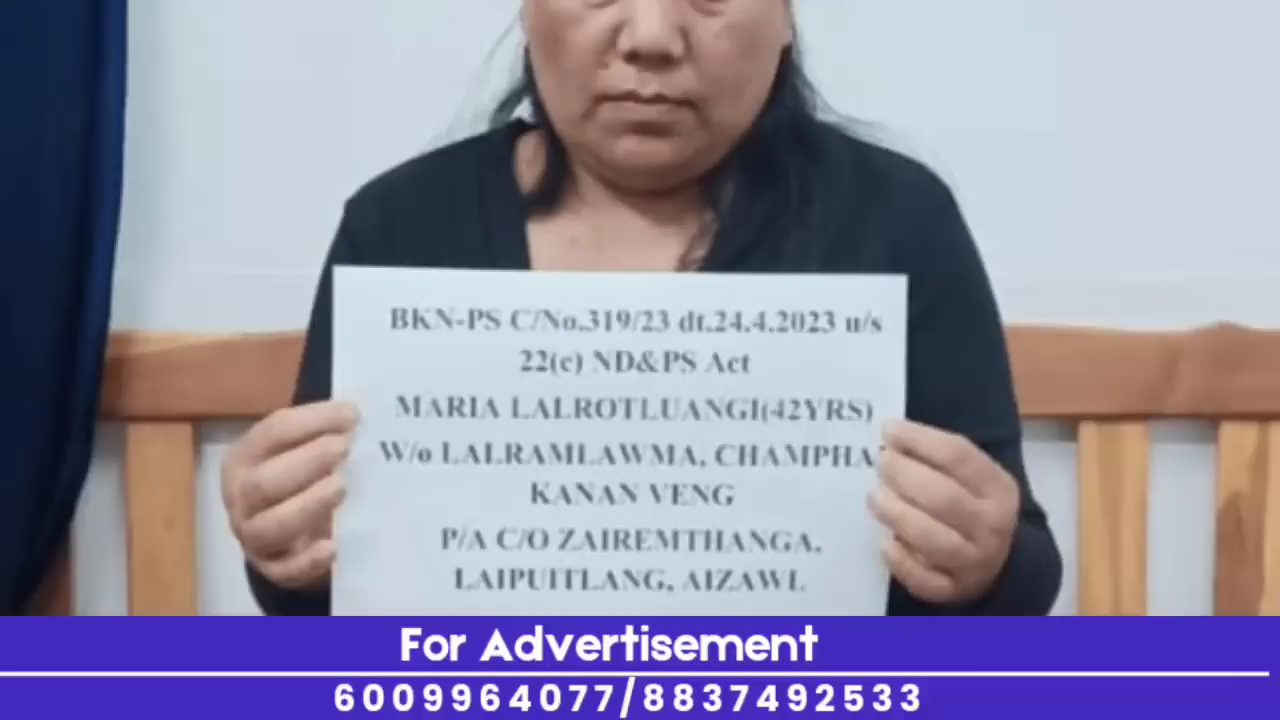 BKN-PS C/No.319/23 dt.24.4.2023 u/s
22(c) ND&PS Act
MARIA LALROTLUANGI(42YRS)
W/o LALRAMLAWMA, CHAMPHA
KANAN VENG
P/A C/O ZAIREMTHANGA,
LAIPUITLANG, AIZAWL
For Advertisement
6009964077/8837492533